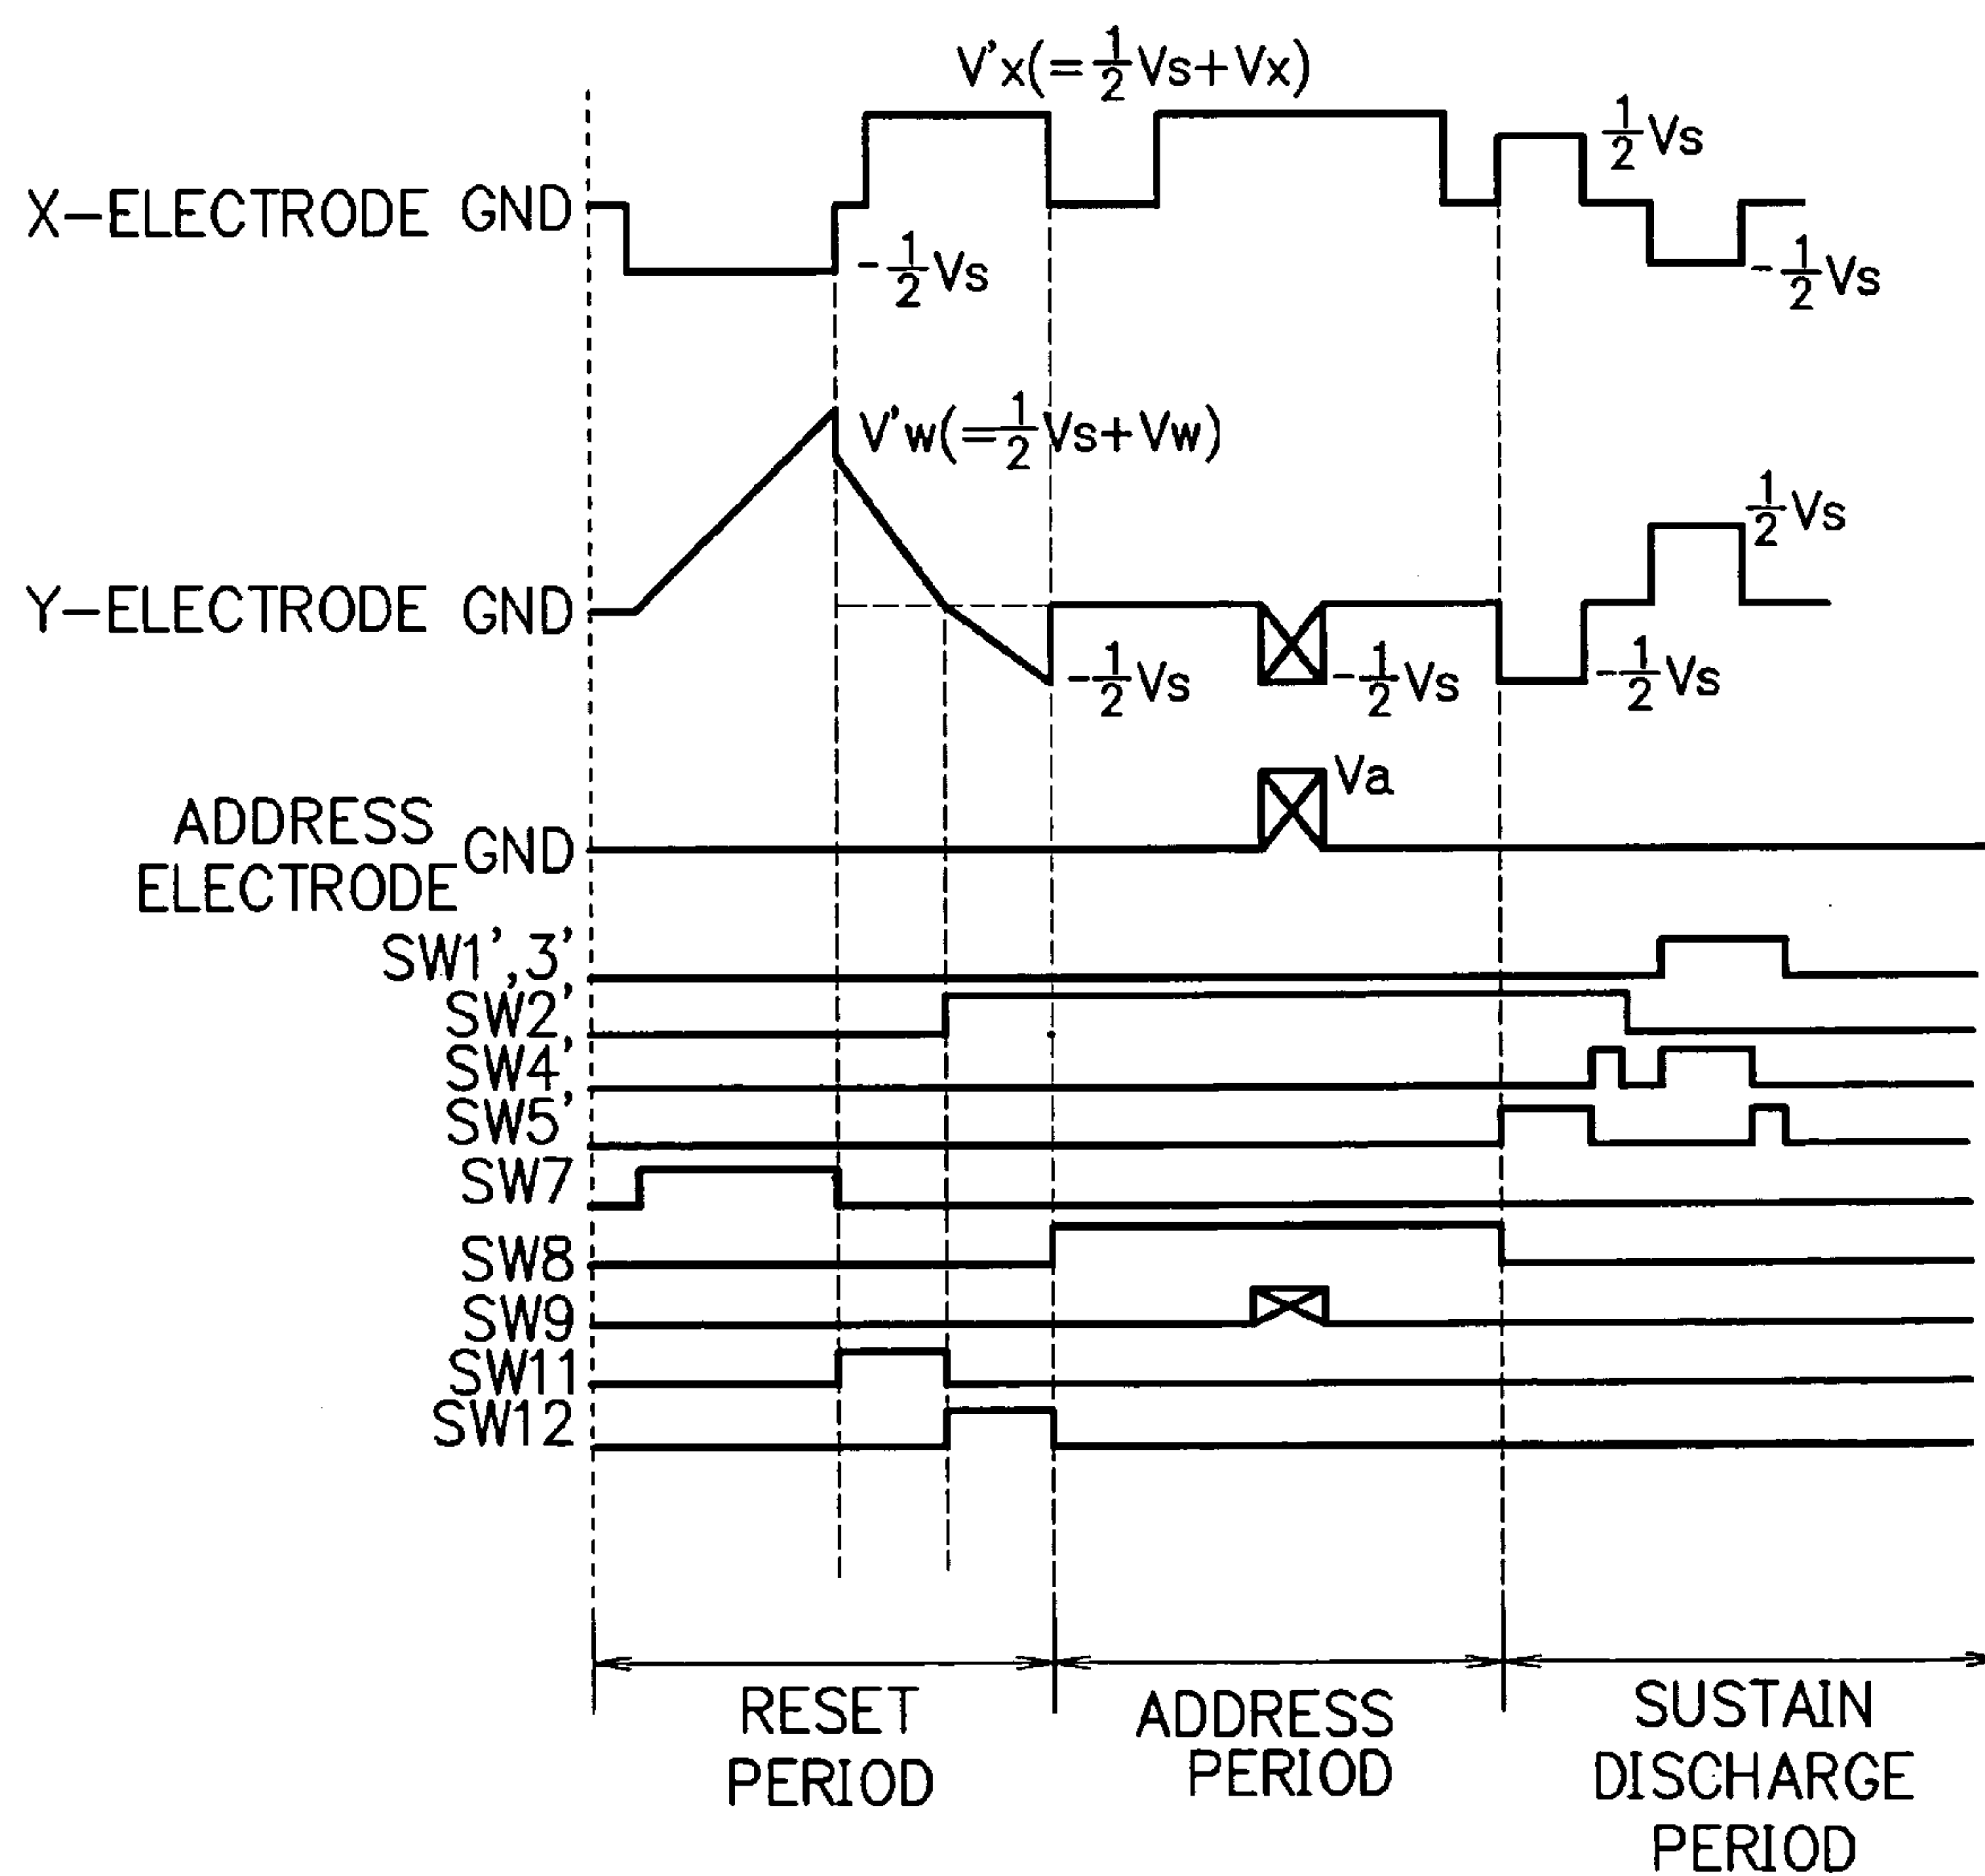 V'x(=1/2Vs+Vx)
1/2Vs
X-ELECTRODE GND
-1/2Vs
-1/2Vs
V'w(=1/2Vs+Vw)
1/2Vs
Y-ELECTRODE GND
-1/2Vs
-1/2Vs
-1/2Vs
Va
ADDRESS
ELECTRODE
GND
SW1',3'
SW2'
SW4'
SW5'
SW7
SW8
SW9
SW11
SW12
RESET
PERIOD
ADDRESS
PERIOD
SUSTAIN
DISCHARGE
PERIOD